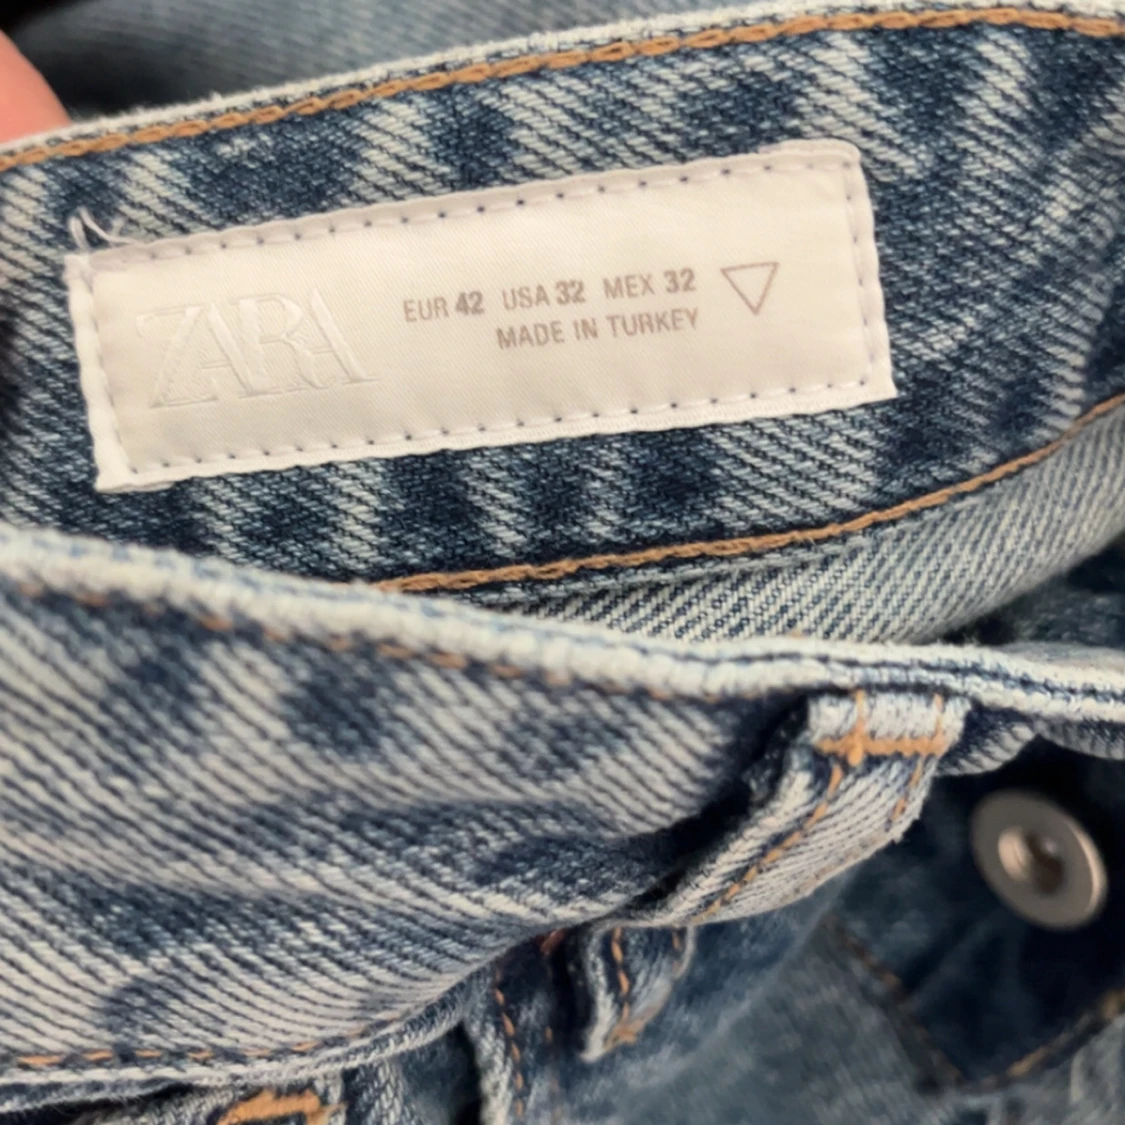 ZARA
EUR 42 USA 32 MEX 32
MADE IN TURKEY